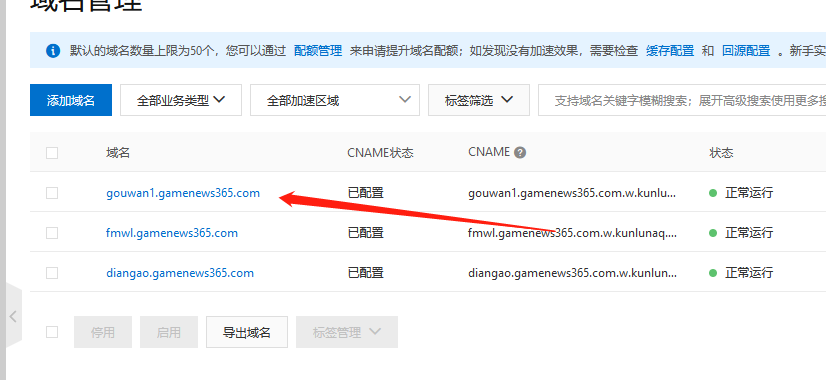 域名管理
默认的域名数量上限为50个，您可以通过 配额管理 来申请提升域名配额；如发现没有加速效果，需要检查 缓存配置 和 回源配置 。新手实
添加域名 全部业务类型 全部加速区域 标签筛选 支持域名关键字模糊搜索；展开高级搜索使用更多搜
域名 CNAME状态 CNAME ? 状态
gouwan1.gamenews365.com 已配置 gouwan1.gamenews365.com.w.kunlu... 正常运行
fmwl.gamenews365.com 已配置 fmwl.gamenews365.com.w.kunlunaq.... 正常运行
diangao.gamenews365.com 已配置 diangao.gamenews365.com.w.kunlun... 正常运行
停用 启用 导出域名 标签管理